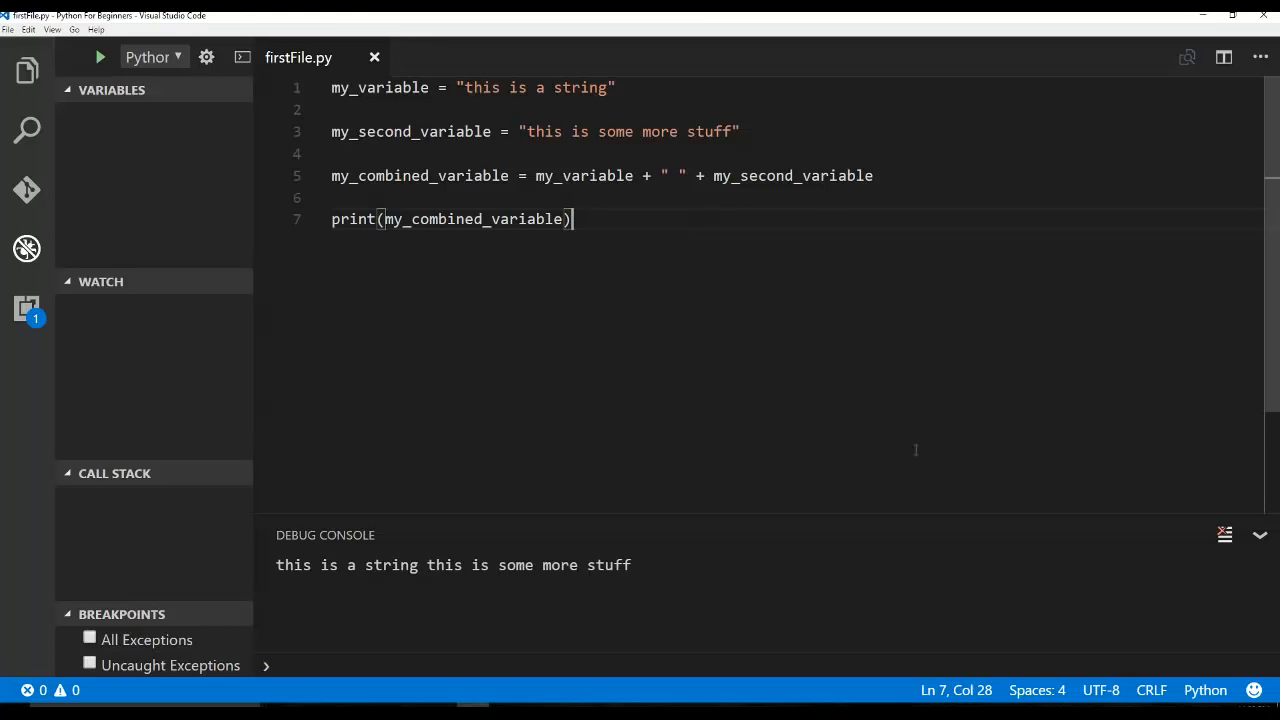 firstFile.py - Python For Beginners - Visual Studio Code
File Edit View Go Help
Python
firstFile.py
VARIABLES
WATCH
CALL STACK
BREAKPOINTS
All Exceptions
Uncaught Exceptions
1 my_variable = "this is a string"
2
3 my_second_variable = "this is some more stuff"
4
5 my_combined_variable = my_variable + " " + my_second_variable
6
7 print(my_combined_variable)
DEBUG CONSOLE
this is a string this is some more stuff
1
0 0
Ln 7, Col 28 Spaces: 4 UTF-8 CRLF Python